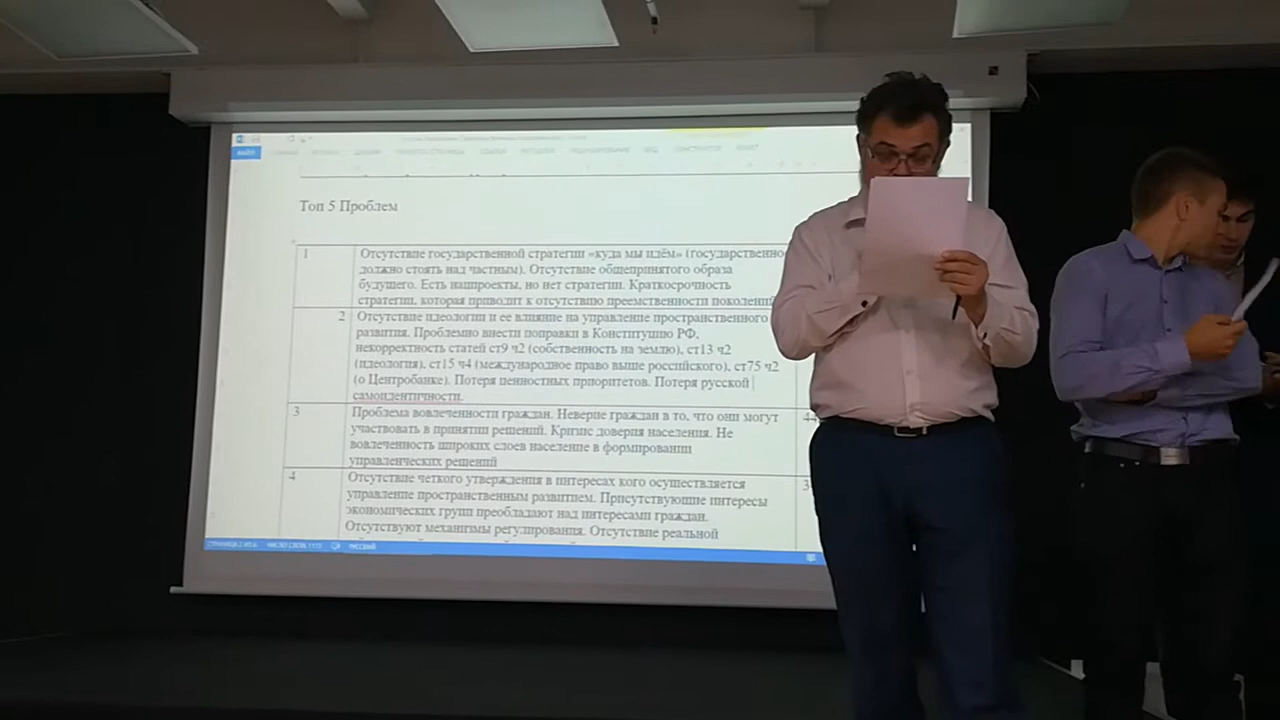 ФАЙЛ
Топ 5 Проблем
1
Отсутствие государственной стратегии «куда мы идём» (государственно
должно стоять над частным). Отсутствие общепринятого образа
будущего. Есть нацпроекты, но нет стратегии. Краткосрочность
стратегии, которая приводит к отсутствию преемственности поколений
2
Отсутствие идеологии и ее влияние на управление пространственного
развития. Проблемно внести поправки в Конституцию РФ,
некорректность статей ст9 ч2 (собственность на землю), ст13 ч2
(идеология), ст15 ч4 (международное право выше российского), ст75 ч2
(о Центробанке). Потеря ценностных приоритетов. Потеря русской
самоидентичности.
3
Проблема вовлеченности граждан. Неверие граждан в то, что они могут
участвовать в принятии решений. Кризис доверия населения. Не
вовлеченность широких слоев население в формировании
управленческих решений
44
4
Отсутствие четкого утверждения в интересах кого осуществляется
управление пространственным развитием. Присутствующие интересы
экономических групп преобладают над интересами граждан.
Отсутствуют механизмы регулирования. Отсутствие реальной
3
РУССКИЙ